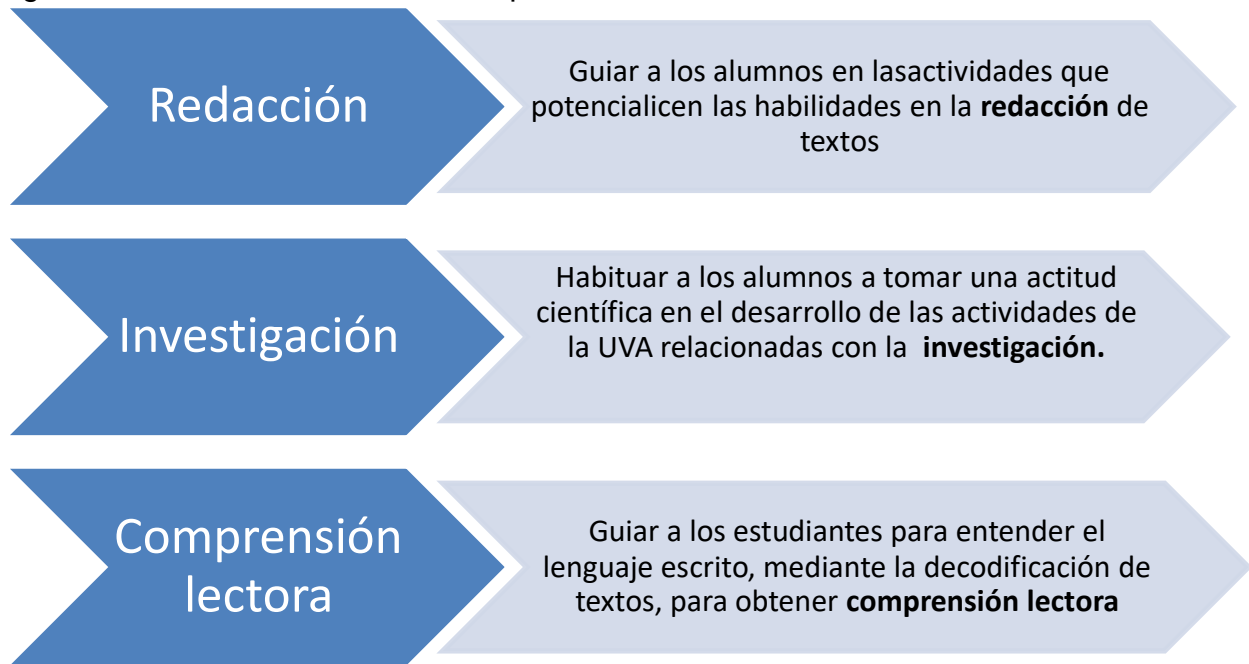 Redacción
Guiar a los alumnos en lasactividades que
potencialicen las habilidades en la redacción de
textos
Investigación
Habituar a los alumnos a tomar una actitud
científica en el desarrollo de las actividades de
la UVA relacionadas con la investigación.
Comprensión
lectora
Guiar a los estudiantes para entender el
lenguaje escrito, mediante la decodificación de
textos, para obtener comprensión lectora